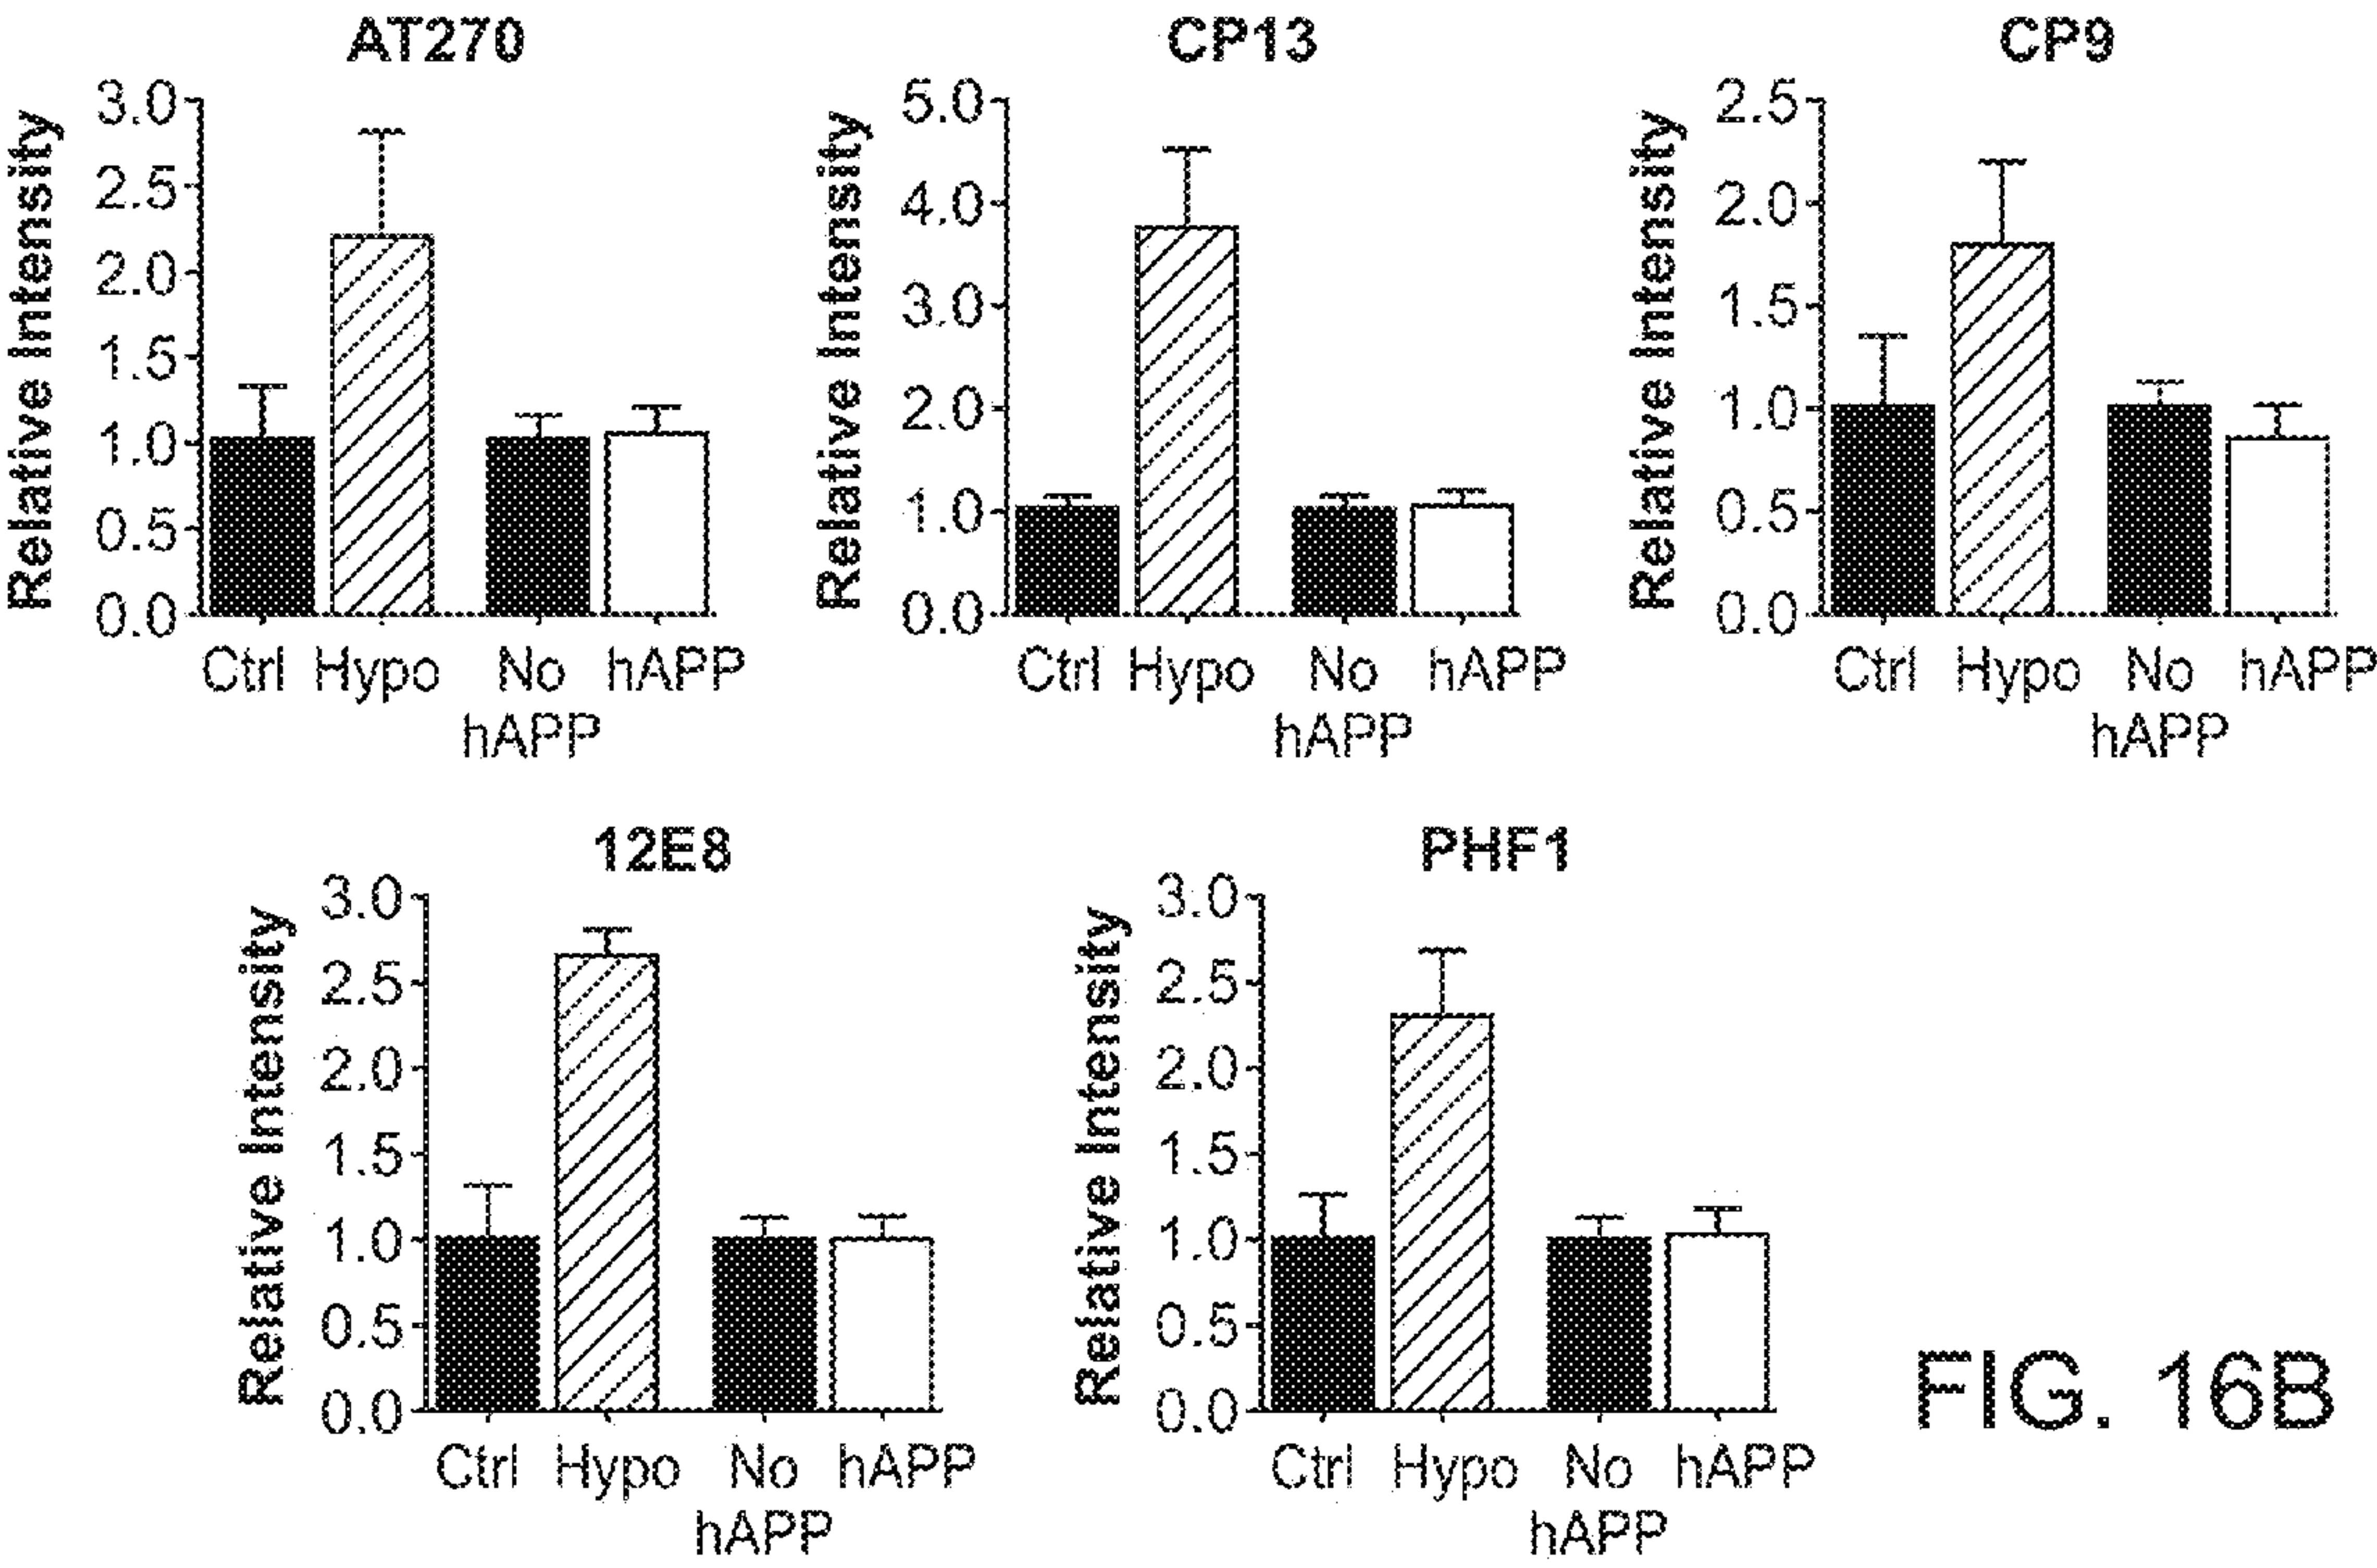 AT270
Relative Intensity
3.0
2.5
2.0
1.5
1.0
0.5
0.0
Ctrl Hypo No hAPP
hAPP
CP13
Relative Intensity
5.0
4.0
3.0
2.0
1.0
0.0
Ctrl Hypo No hAPP
hAPP
CP9
Relative Intensity
2.5
2.0
1.5
1.0
0.5
0.0
Ctrl Hypo No hAPP
hAPP
12E8
Relative Intensity
3.0
2.5
2.0
1.5
1.0
0.5
0.0
Ctrl Hypo No hAPP
hAPP
PHF1
Relative Intensity
3.0
2.5
2.0
1.5
1.0
0.5
0.0
Ctrl Hypo No hAPP
hAPP
FIG. 16B